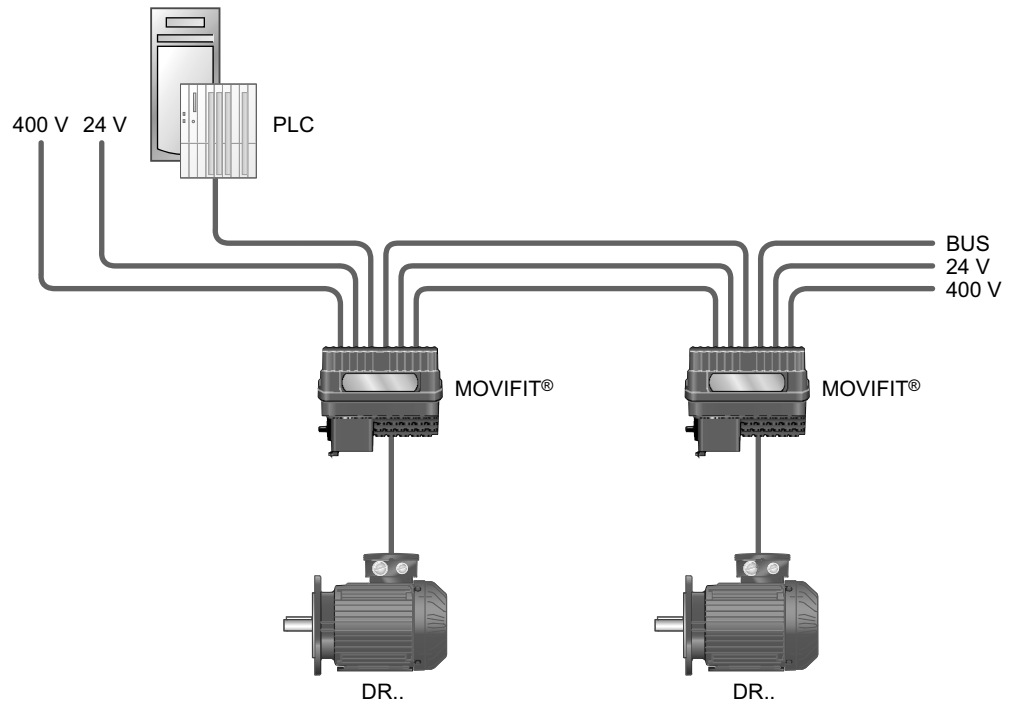 400 V 24 V PLC
BUS
24 V
400 V
MOVIFIT® MOVIFIT®
DR.. DR..